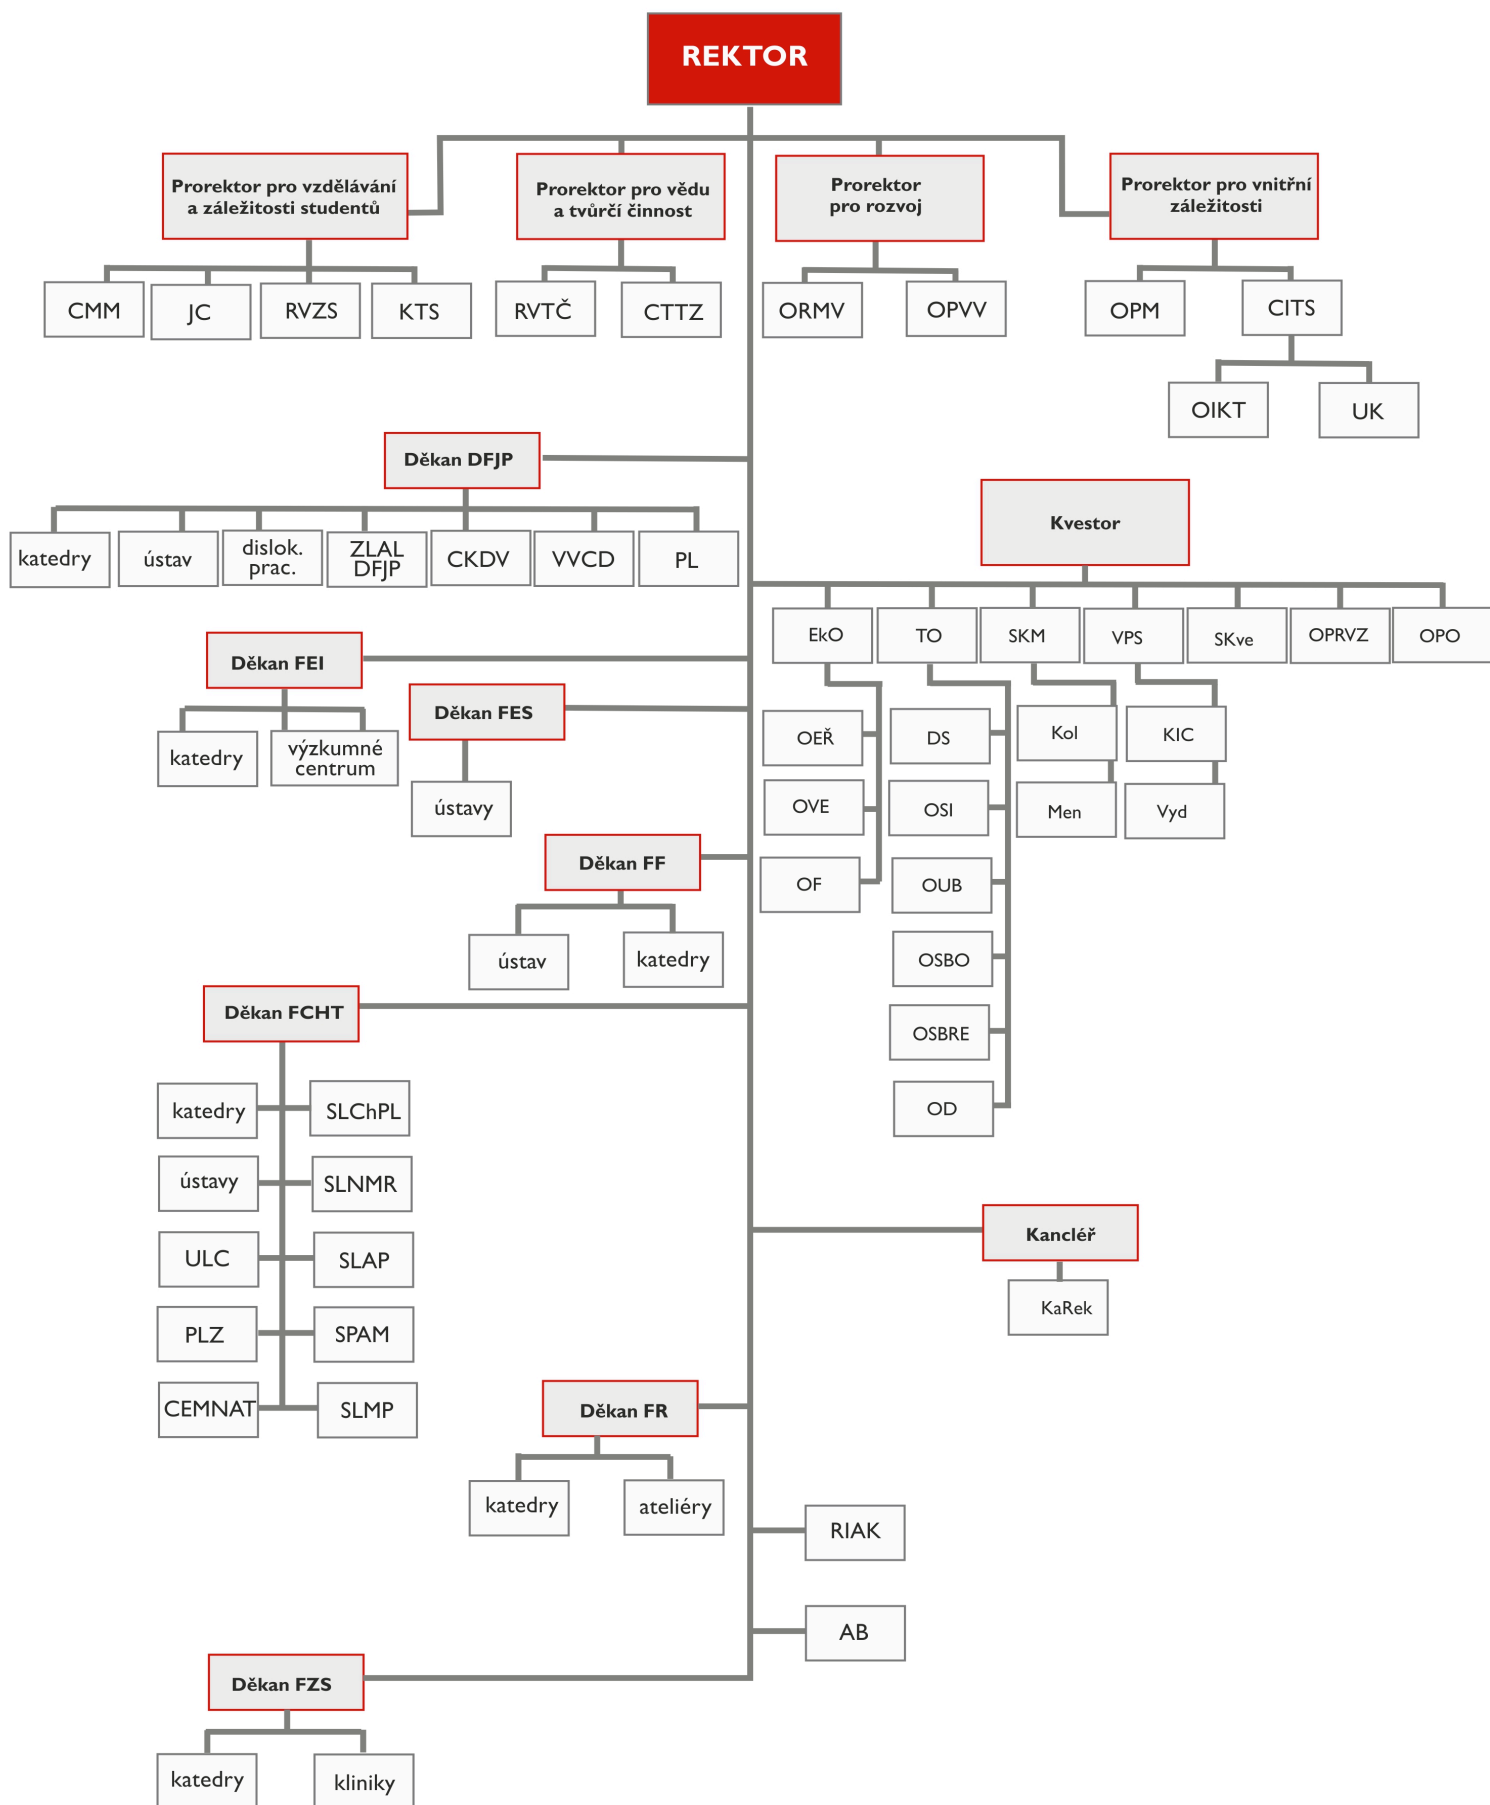 REKTOR
Prorektor pro vzdělávání
a záležitosti studentů
Prorektor pro vědu
a tvůrčí činnost
Prorektor
pro rozvoj
Prorektor pro vnitřní
záležitosti
CMM
JC
RVZS
KTS
RVTČ
CTTZ
ORMV
OPVV
OPM
CITS
OIKT
UK
Děkan DFJP
katedry
ústav
dislok.
prac.
ZLAL
DFJP
CKDV
VVCD
PL
Kvestor
EkO
TO
SKM
VPS
SKve
OPRVZ
OPO
OEŘ
OVE
OF
DS
OSI
OUB
OSBO
OSBRE
OD
Kol
Men
KIC
Vyd
Děkan FEI
katedry
výzkumné
centrum
Děkan FES
ústavy
Děkan FF
ústav
katedry
Děkan FCHT
katedry
SLChPL
ústavy
SLNMR
ULC
SLAP
PLZ
SPAM
CEMNAT
SLMP
Kancléř
KaRek
Děkan FR
katedry
ateliéry
RIAK
AB
Děkan FZS
katedry
kliniky